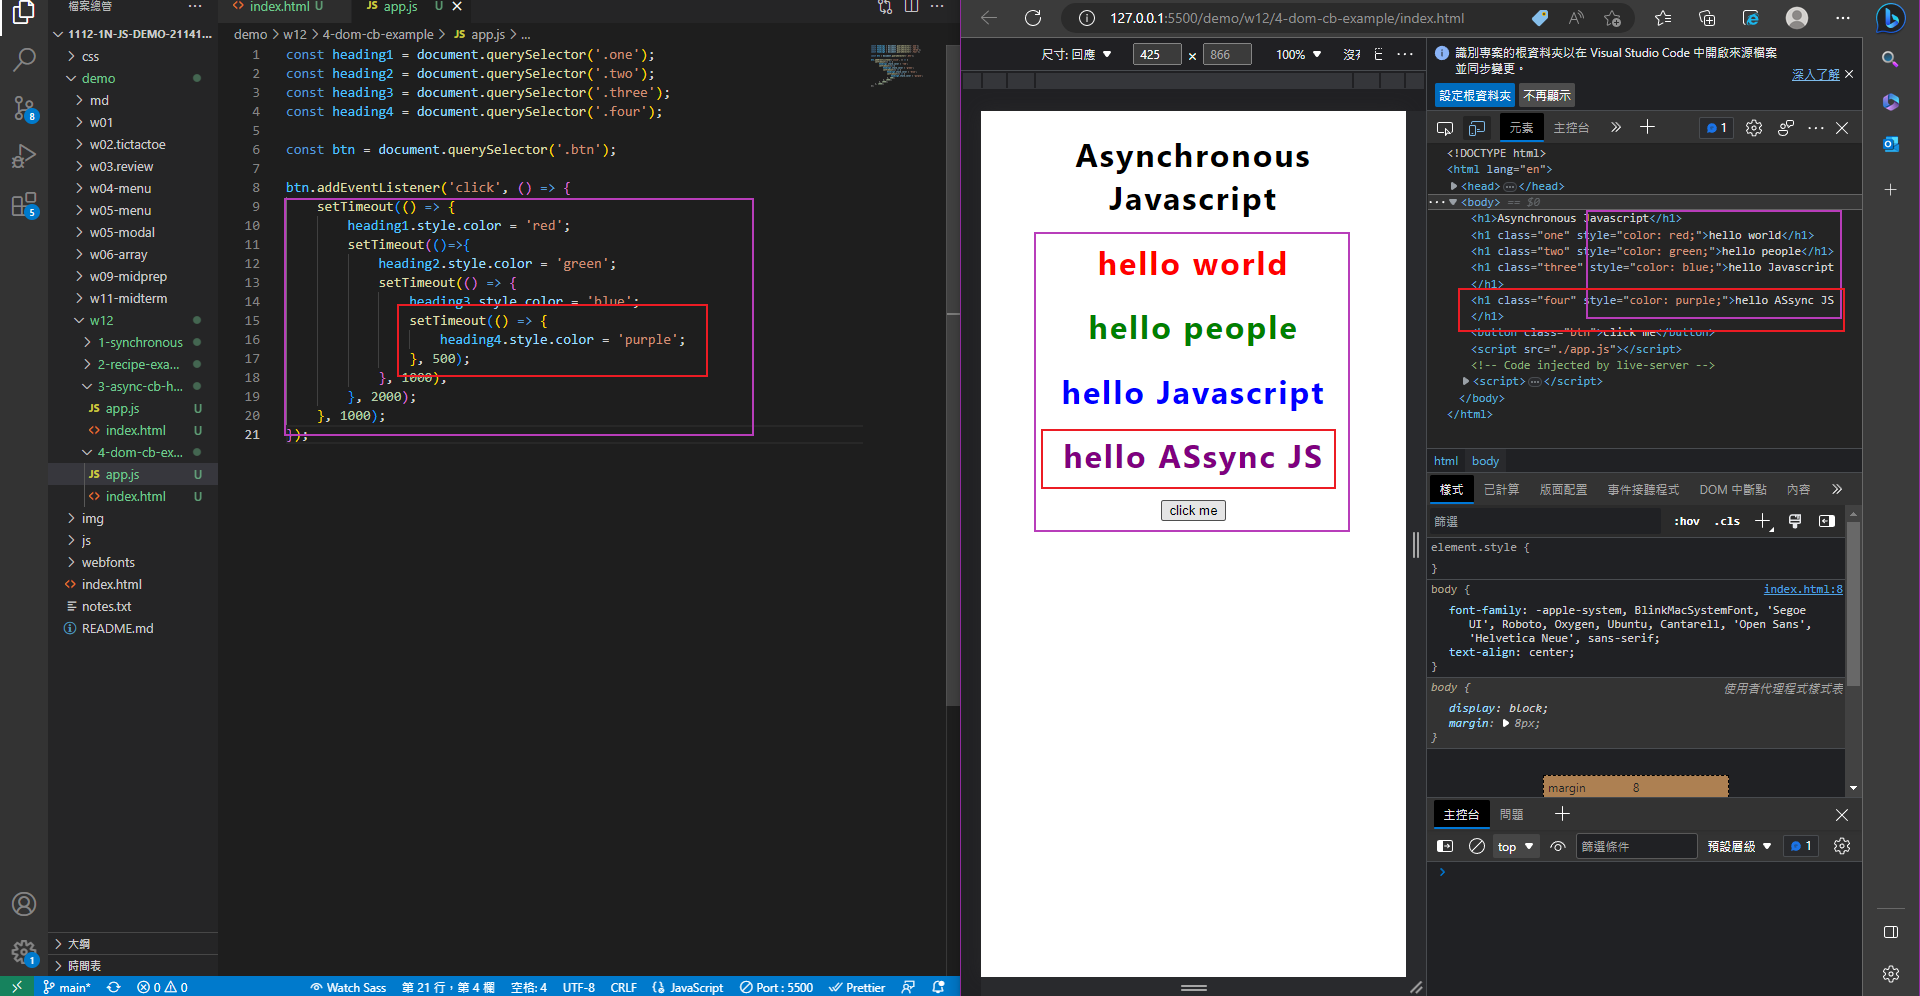 檔案總管
1112-1N-JS-DEMO-21141...
css
demo
md
w01
w02.tictactoe
w03.review
w04-menu
w05-menu
w05-modal
w06-array
w09-midprep
w11-midterm
w12
1-synchronous
2-recipe-exa...
3-async-cb-h...
JS app.js U
index.html U
4-dom-cb-ex...
JS app.js U
index.html U
img
js
webfonts
index.html
notes.txt
README.md
大綱
時間表
8
5
1
index.html U
JS app.js U
demo > w12 > 4-dom-cb-example > JS app.js > ...
1 const heading1 = document.querySelector('.one');
2 const heading2 = document.querySelector('.two');
3 const heading3 = document.querySelector('.three');
4 const heading4 = document.querySelector('.four');
5
6 const btn = document.querySelector('.btn');
7
8 btn.addEventListener('click', () => {
9 setTimeout(() => {
10 heading1.style.color = 'red';
11 setTimeout(()=>{
12 heading2.style.color = 'green';
13 setTimeout(() => {
14 heading3.style.color = 'blue';
15 setTimeout(() => {
16 heading4.style.color = 'purple';
17 }, 500);
18 }, 1000);
19 }, 2000);
20 }, 1000);
21 });
main* 0 0 Watch Sass 第 21 行，第 4 欄 空格: 4 UTF-8 CRLF JavaScript Port : 5500 Prettier
127.0.0.1:5500/demo/w12/4-dom-cb-example/index.html
尺寸: 回應 425 × 866 100%
Asynchronous
Javascript
hello world
hello people
hello Javascript
hello ASsync JS
click me
識別專案的根資料夾以在 Visual Studio Code 中開啟來源檔案
並同步變更。
深入了解
設定根資料夾 不再顯示
元素 主控台 1
<!DOCTYPE html>
<html lang="en">
<head>…</head>
<body> == $0
<h1>Asynchronous Javascript</h1>
<h1 class="one" style="color: red;">hello world</h1>
<h1 class="two" style="color: green;">hello people</h1>
<h1 class="three" style="color: blue;">hello Javascript
</h1>
<h1 class="four" style="color: purple;">hello ASsync JS
</h1>
<button class="btn">click me</button>
<script src="./app.js"></script>
<!-- Code injected by live-server -->
<script>…</script>
</body>
</html>
html body
樣式 已計算 版面配置 事件接聽程式 DOM 中斷點 內容
篩選 :hov .cls
element.style {
}
body { index.html:8
font-family: -apple-system, BlinkMacSystemFont, 'Segoe
UI', Roboto, Oxygen, Ubuntu, Cantarell, 'Open Sans',
'Helvetica Neue', sans-serif;
text-align: center;
}
body { 使用者代理程式樣式表
display: block;
margin: 8px;
}
margin 8
主控台 問題
top 篩選條件 預設層級 1